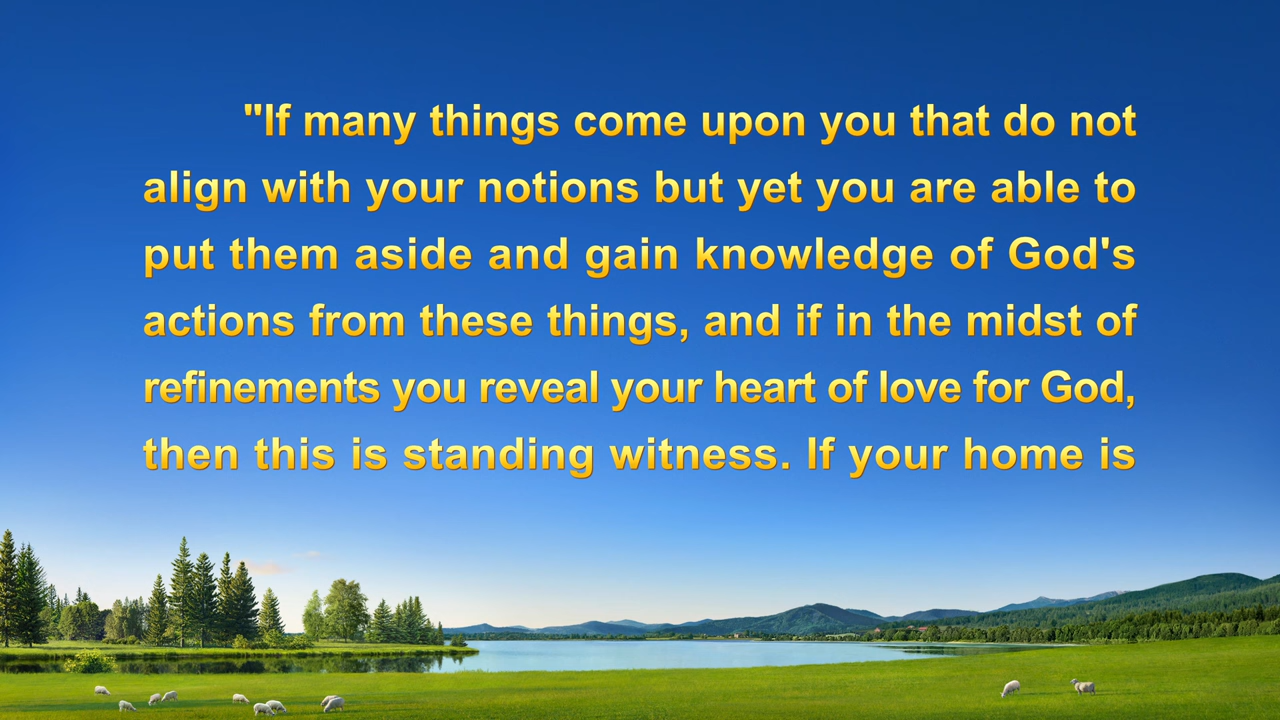 "If many things come upon you that do not
align with your notions but yet you are able to
put them aside and gain knowledge of God's
actions from these things, and if in the midst of
refinements you reveal your heart of love for God,
then this is standing witness. If your home is